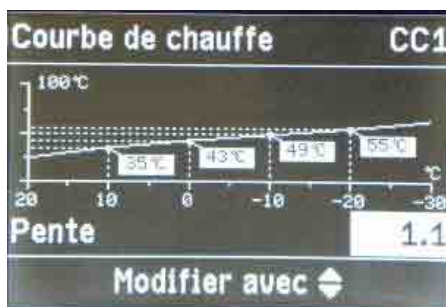 Courbe de chauffe CC1
100°C
35℃ 43℃ 49℃ 55℃
°C
20 10 0 -10 -20 -30
Pente 1.1
Modifier avec